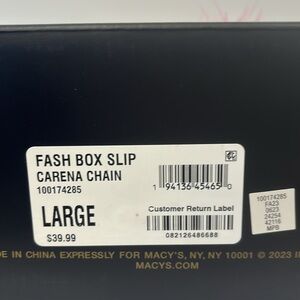 FASH BOX SLIP
CARENA CHAIN
100174285
1 94136 45465 0
LARGE
Customer Return Label
$39.99
082126486688
100174285
FA23
0623
24254
42116
MPB
DE IN CHINA EXPRESSLY FOR MACY'S, NY, NY 10001 © 2023
MACYS.COM